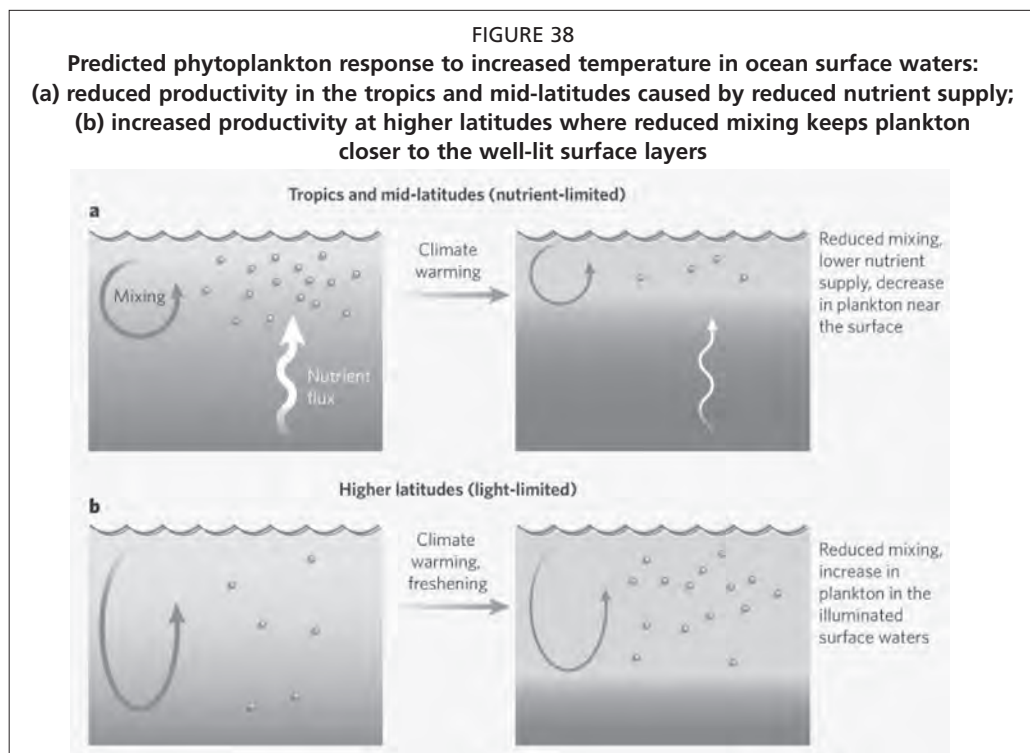 FIGURE 38
Predicted phytoplankton response to increased temperature in ocean surface waters:
(a) reduced productivity in the tropics and mid-latitudes caused by reduced nutrient supply;
(b) increased productivity at higher latitudes where reduced mixing keeps plankton
closer to the well-lit surface layers
Tropics and mid-latitudes (nutrient-limited)
a
Mixing
Nutrient
flux
Climate
warming
Reduced mixing,
lower nutrient
supply, decrease
in plankton near
the surface
Higher latitudes (light-limited)
b
Climate
warming,
freshening
Reduced mixing,
increase in
plankton in the
illuminated
surface waters